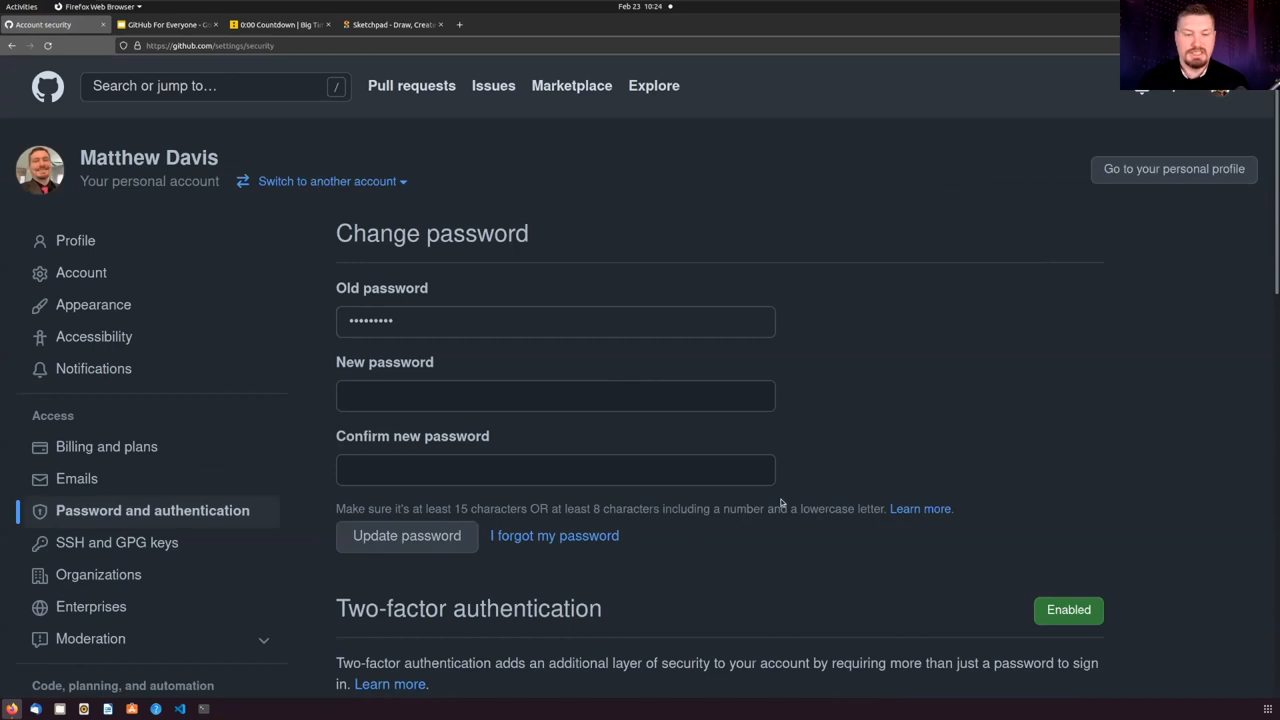 Activities
Firefox Web Browser
Feb 23 10:24
Account security
GitHub For Everyone - G
0:00 Countdown | Big Ti
Sketchpad - Draw, Create
https://github.com/settings/security
Search or jump to…
/
Pull requests
Issues
Marketplace
Explore
Matthew Davis
Your personal account
Switch to another account
Go to your personal profile
Profile
Account
Appearance
Accessibility
Notifications
Access
Billing and plans
Emails
Password and authentication
SSH and GPG keys
Organizations
Enterprises
Moderation
Code, planning, and automation
Change password
Old password
•••••••••
New password
Confirm new password
Make sure it's at least 15 characters OR at least 8 characters including a number and a lowercase letter. Learn more.
Update password
I forgot my password
Two-factor authentication
Enabled
Two-factor authentication adds an additional layer of security to your account by requiring more than just a password to sign
in. Learn more.